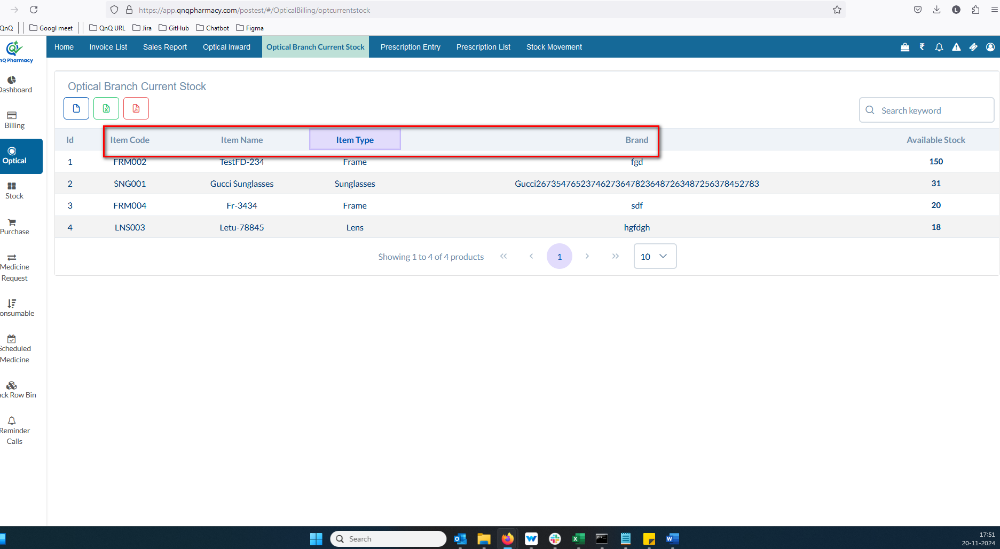 https://app.qnqpharmacy.com/postest/#/OpticalBilling/optcurrentstock
QnQ Googl meet QnQ URL Jira GitHub Chatbot Figma
nQ Pharmacy
Home Invoice List Sales Report Optical Inward Optical Branch Current Stock Prescription Entry Prescription List Stock Movement
Dashboard
Billing
Optical
Stock
Purchase
Medicine
Request
onsumable
Scheduled
Medicine
ack Row Bin
Reminder
Calls
Optical Branch Current Stock
Search keyword
Id Item Code Item Name Item Type Brand Available Stock
1 FRM002 TestFD-234 Frame fgd 150
2 SNG001 Gucci Sunglasses Sunglasses Gucci26735476523746273647823648726348725637845​2783 31
3 FRM004 Fr-3434 Frame sdf 20
4 LNS003 Letu-78845 Lens hgfdgh 18
Showing 1 to 4 of 4 products « ‹ 1 › » 10
Search
17:51
20-11-2024